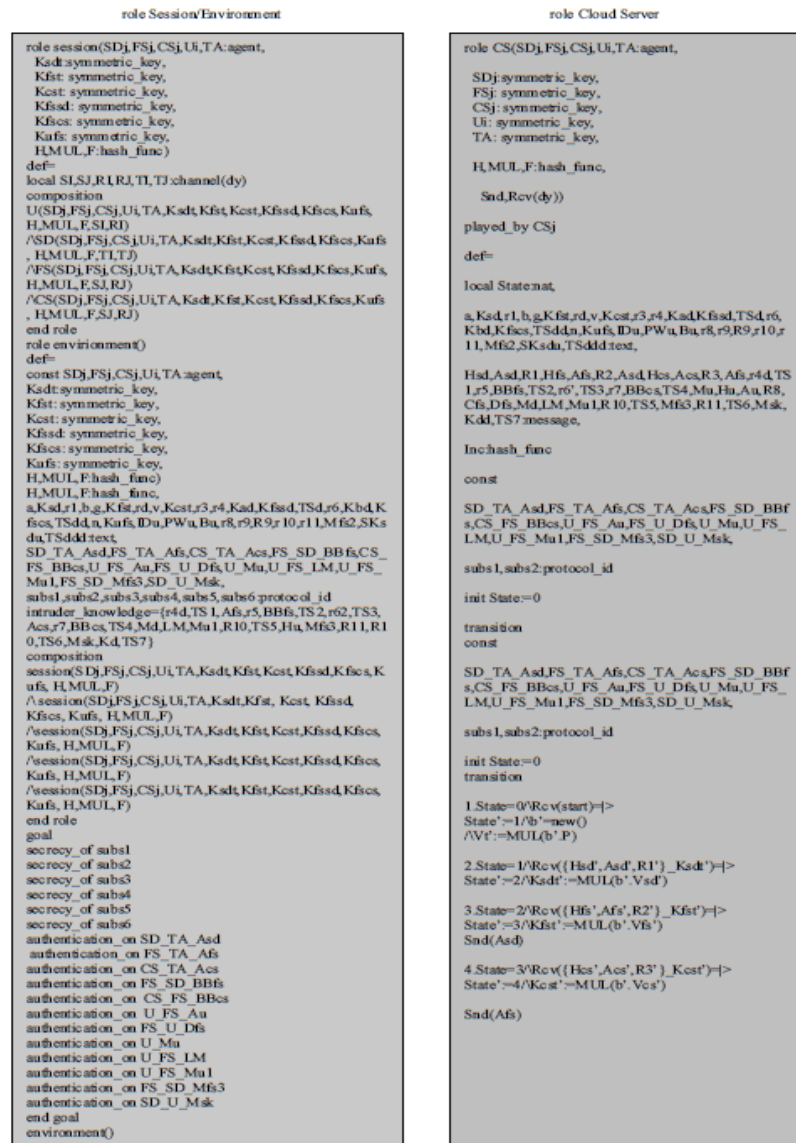 role Session/Environment
role session(SDj,FSj,CSj,Ui,TA:agent,
Ksdt:symmetric_key,
Kfst: symmetric_key,
Kcst: symmetric_key,
Kfssd: symmetric_key,
Kfscs: symmetric_key,
Kufs: symmetric_key,
H,MUL,F:hash_func)
def=
local SI,SJ,RI,RJ,TI,TJ:channel(dy)
composition
U(SDj,FSj,CSj,Ui,TA,Ksdt,Kfst,Kcst,Kfssd,Kfscs,Kufs,
H,MUL,F,SI,RI)
/\SD(SDj,FSj,CSj,Ui,TA,Ksdt,Kfst,Kcst,Kfssd,Kfscs,Kufs
, H,MUL,F,TI,TJ)
/\FS(SDj,FSj,CSj,Ui,TA,Ksdt,Kfst,Kcst,Kfssd,Kfscs,Kufs,
H,MUL,F,SJ,RJ)
/\CS(SDj,FSj,CSj,Ui,TA,Ksdt,Kfst,Kcst,Kfssd,Kfscs,Kufs
, H,MUL,F,SJ,RJ)
end role
role envirionment()
def=
const SDj,FSj,CSj,Ui,TA:agent,
Ksdt:symmetric_key,
Kfst: symmetric_key,
Kcst: symmetric_key,
Kfssd: symmetric_key,
Kfscs: symmetric_key,
Kufs: symmetric_key,
H,MUL,F:hash_func)
H,MUL,F:hash_func,
a,Ksd,r1,b,g,Kfst,rd,v,Kcst,r3,r4,Kad,Kfssd,TSd,r6,Kbd,K
fscs,TSdd,n,Kufs,IDu,PWu,Bu,r8,r9,R9,r10,r11,Mfs2,SKs
du,TSddd:text,
SD_TA_Asd,FS_TA_Afs,CS_TA_Acs,FS_SD_BBfs,CS_
FS_BBcs,U_FS_Au,FS_U_Dfs,U_Mu,U_FS_LM,U_FS_
Mu1,FS_SD_Mfs3,SD_U_Msk,
subs1,subs2,subs3,subs4,subs5,subs6:protocol_id
intruder_knowledge={r4d,TS1,Afs,r5,BBfs,TS2,r62,TS3,
Acs,r7,BBcs,TS4,Md,LM,Mu1,R10,TS5,Hu,Mfs3,R11,R1
0,TS6,Msk,Kd,TS7}
composition
session(SDj,FSj,CSj,Ui,TA,Ksdt,Kfst,Kcst,Kfssd,Kfscs,K
ufs, H,MUL,F)
/\ session(SDj,FSj,CSj,Ui,TA,Ksdt,Kfst, Kcst, Kfssd,
Kfscs, Kufs, H,MUL,F)
/\session(SDj,FSj,CSj,Ui,TA,Ksdt,Kfst,Kcst,Kfssd,Kfscs,
Kufs, H,MUL,F)
/\session(SDj,FSj,CSj,Ui,TA,Ksdt,Kfst,Kcst,Kfssd,Kfscs,
Kufs, H,MUL,F)
/\session(SDj,FSj,CSj,Ui,TA,Ksdt,Kfst,Kcst,Kfssd,Kfscs,
Kufs, H,MUL,F)
end role
goal
secrecy_of subs1
secrecy_of subs2
secrecy_of subs3
secrecy_of subs4
secrecy_of subs5
secrecy_of subs6
authentication_on SD_TA_Asd
authentication_on FS_TA_Afs
authentication_on CS_TA_Acs
authentication_on FS_SD_BBfs
authentication_on CS_FS_BBcs
authentication_on U_FS_Au
authentication_on FS_U_Dfs
authentication_on U_Mu
authentication_on U_FS_LM
authentication_on U_FS_Mu1
authentication_on FS_SD_Mfs3
authentication_on SD_U_Msk
end goal
environment()
role Cloud Server
role CS(SDj,FSj,CSj,Ui,TA:agent,
SDj:symmetric_key,
FSj: symmetric_key,
CSj: symmetric_key,
Ui: symmetric_key,
TA: symmetric_key,
H,MUL,F:hash_func,
Snd,Rcv(dy))
played_by CSj
def=
local State:nat,
a,Ksd,r1,b,g,Kfst,rd,v,Kcst,r3,r4,Kad,Kfssd,TSd,r6,
Kbd,Kfscs,TSdd,n,Kufs,IDu,PWu,Bu,r8,r9,R9,r10,r
11,Mfs2,SKsdu,TSddd:text,
Hsd,Asd,R1,Hfs,Afs,R2,Asd,Hcs,Acs,R3,Afs,r4d,TS
1,r5,BBfs,TS2,r6',TS3,r7,BBcs,TS4,Mu,Hu,Au,R8,
Cfs,Dfs,Md,LM,Mu1,R10,TS5,Mfs3,R11,TS6,Msk,
Kdd,TS7:message,
Inc:hash_func
const
SD_TA_Asd,FS_TA_Afs,CS_TA_Acs,FS_SD_BBf
s,CS_FS_BBcs,U_FS_Au,FS_U_Dfs,U_Mu,U_FS_
LM,U_FS_Mu1,FS_SD_Mfs3,SD_U_Msk,
subs1,subs2:protocol_id
init State:=0
transition
const
SD_TA_Asd,FS_TA_Afs,CS_TA_Acs,FS_SD_BBf
s,CS_FS_BBcs,U_FS_Au,FS_U_Dfs,U_Mu,U_FS_
LM,U_FS_Mu1,FS_SD_Mfs3,SD_U_Msk,
subs1,subs2:protocol_id
init State:=0
transition
1.State=0/\Rcv(start)=|>
State':=1/\b'=new()
/\Vt':=MUL(b'.P)
2.State=1/\Rcv({Hsd',Asd',R1'}_Ksdt')=|>
State':=2/\Ksdt':=MUL(b'.Vsd')
3.State=2/\Rcv({Hfs',Afs',R2'}_Kfst')=|>
State':=3/\Kfst':=MUL(b'.Vfs')
Snd(Asd)
4.State=3/\Rcv({Hcs',Acs',R3'}_Kcst')=|>
State':=4/\Kcst':=MUL(b'.Vcs')
Snd(Afs)